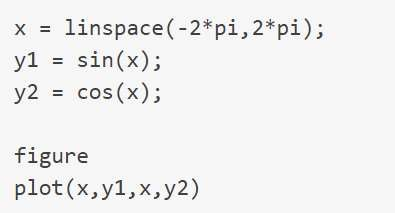 x = linspace(-2*pi,2*pi);
y1 = sin(x);
y2 = cos(x);

figure
plot(x,y1,x,y2)